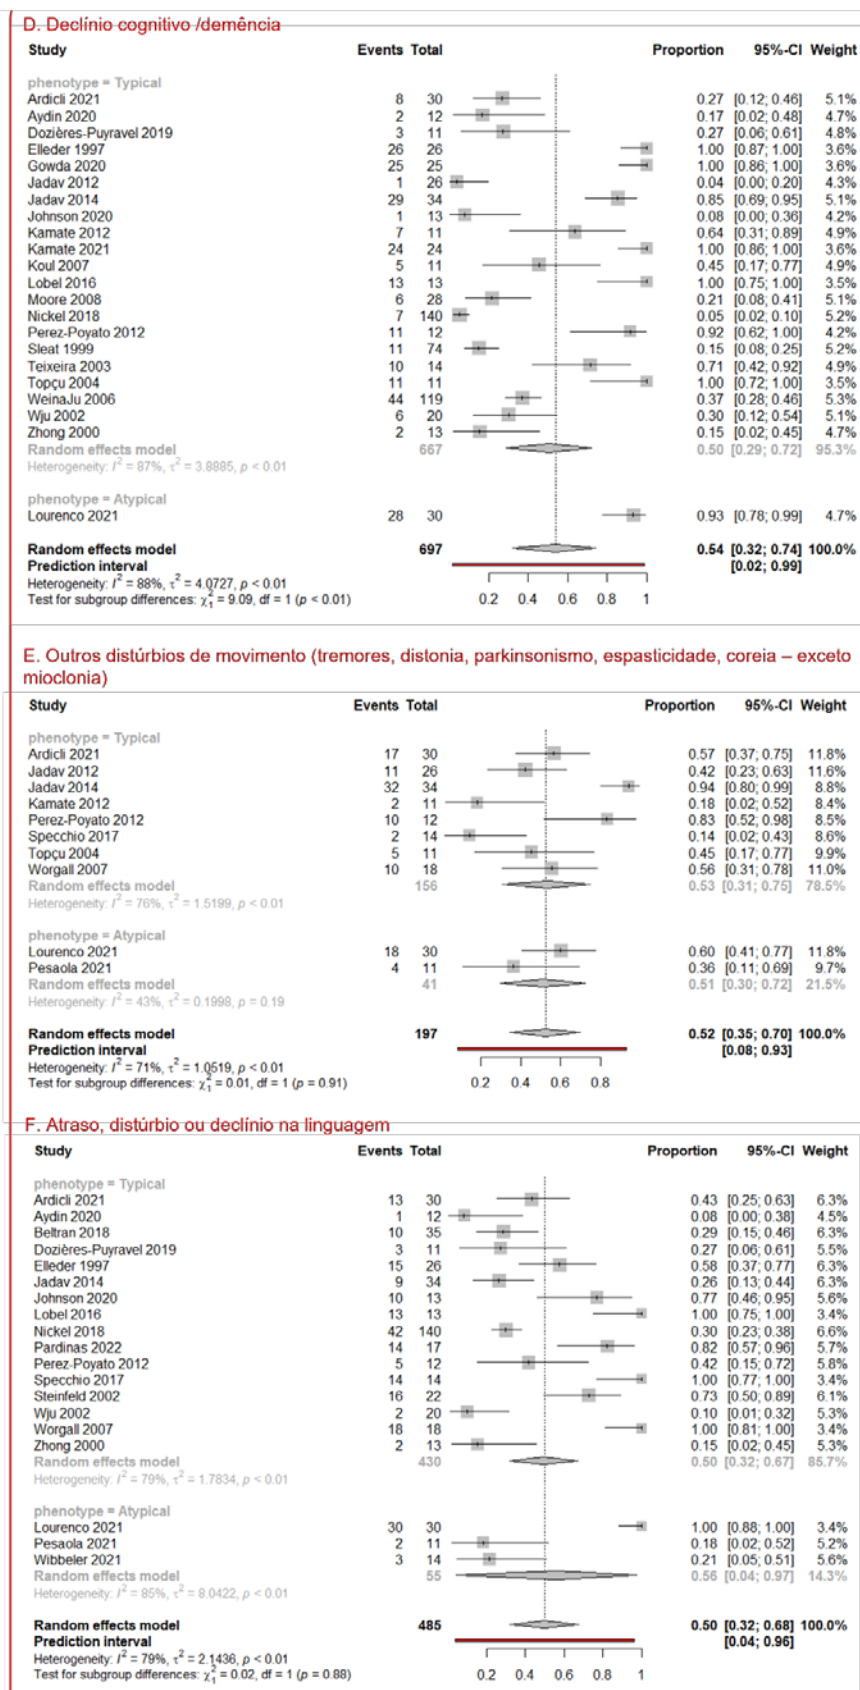 D. Declínio cognitivo /demência
Study Events Total Proportion 95%-CI Weight
phenotype = Typical
Ardicli 2021 8 30 0.27 [0.12; 0.46] 5.1%
Aydin 2020 2 12 0.17 [0.02; 0.48] 4.7%
Dozières-Puyravel 2019 3 11 0.27 [0.06; 0.61] 4.8%
Elleder 1997 26 26 1.00 [0.87; 1.00] 3.6%
Gowda 2020 25 25 1.00 [0.86; 1.00] 3.6%
Jadav 2012 1 26 0.04 [0.00; 0.20] 4.3%
Jadav 2014 29 34 0.85 [0.69; 0.95] 5.1%
Johnson 2020 1 13 0.08 [0.00; 0.36] 4.2%
Kamate 2012 7 11 0.64 [0.31; 0.89] 4.9%
Kamate 2021 24 24 1.00 [0.86; 1.00] 3.6%
Koul 2007 5 11 0.45 [0.17; 0.77] 4.9%
Lobel 2016 13 13 1.00 [0.75; 1.00] 3.5%
Moore 2008 6 28 0.21 [0.08; 0.41] 5.1%
Nickel 2018 7 140 0.05 [0.02; 0.10] 5.2%
Perez-Poyato 2012 11 12 0.92 [0.62; 1.00] 4.2%
Sleat 1999 11 74 0.15 [0.08; 0.25] 5.2%
Teixeira 2003 10 14 0.71 [0.42; 0.92] 4.9%
Topçu 2004 11 11 1.00 [0.72; 1.00] 3.5%
WeinaJu 2006 44 119 0.37 [0.28; 0.46] 5.3%
Wju 2002 6 20 0.30 [0.12; 0.54] 5.1%
Zhong 2000 2 13 0.15 [0.02; 0.45] 4.7%
Random effects model 667 0.50 [0.29; 0.72] 95.3%
Heterogeneity: I² = 87%, τ² = 3.8885, p < 0.01
phenotype = Atypical
Lourenco 2021 28 30 0.93 [0.78; 0.99] 4.7%
Random effects model 697 0.54 [0.32; 0.74] 100.0%
Prediction interval [0.02; 0.99]
Heterogeneity: I² = 88%, τ² = 4.0727, p < 0.01
Test for subgroup differences: χ₁² = 9.09, df = 1 (p < 0.01)
0.2 0.4 0.6 0.8 1
E. Outros distúrbios de movimento (tremores, distonia, parkinsonismo, espasticidade, coreia – exceto
mioclonia)
Study Events Total Proportion 95%-CI Weight
phenotype = Typical
Ardicli 2021 17 30 0.57 [0.37; 0.75] 11.8%
Jadav 2012 11 26 0.42 [0.23; 0.63] 11.6%
Jadav 2014 32 34 0.94 [0.80; 0.99] 8.8%
Kamate 2012 2 11 0.18 [0.02; 0.52] 8.4%
Perez-Poyato 2012 10 12 0.83 [0.52; 0.98] 8.5%
Specchio 2017 2 14 0.14 [0.02; 0.43] 8.6%
Topçu 2004 5 11 0.45 [0.17; 0.77] 9.9%
Worgall 2007 10 18 0.56 [0.31; 0.78] 11.0%
Random effects model 156 0.53 [0.31; 0.75] 78.5%
Heterogeneity: I² = 76%, τ² = 1.5199, p < 0.01
phenotype = Atypical
Lourenco 2021 18 30 0.60 [0.41; 0.77] 11.8%
Pesaola 2021 4 11 0.36 [0.11; 0.69] 9.7%
Random effects model 41 0.51 [0.30; 0.72] 21.5%
Heterogeneity: I² = 43%, τ² = 0.1998, p = 0.19
Random effects model 197 0.52 [0.35; 0.70] 100.0%
Prediction interval [0.08; 0.93]
Heterogeneity: I² = 71%, τ² = 1.0519, p < 0.01
Test for subgroup differences: χ₁² = 0.01, df = 1 (p = 0.91)
0.2 0.4 0.6 0.8
F. Atraso, distúrbio ou declínio na linguagem
Study Events Total Proportion 95%-CI Weight
phenotype = Typical
Ardicli 2021 13 30 0.43 [0.25; 0.63] 6.3%
Aydin 2020 1 12 0.08 [0.00; 0.38] 4.5%
Beltran 2018 10 35 0.29 [0.15; 0.46] 6.3%
Dozières-Puyravel 2019 3 11 0.27 [0.06; 0.61] 5.5%
Elleder 1997 15 26 0.58 [0.37; 0.77] 6.3%
Jadav 2014 9 34 0.26 [0.13; 0.44] 6.3%
Johnson 2020 10 13 0.77 [0.46; 0.95] 5.6%
Lobel 2016 13 13 1.00 [0.75; 1.00] 3.4%
Nickel 2018 42 140 0.30 [0.23; 0.38] 6.6%
Pardinas 2022 14 17 0.82 [0.57; 0.96] 5.7%
Perez-Poyato 2012 5 12 0.42 [0.15; 0.72] 5.8%
Specchio 2017 14 14 1.00 [0.77; 1.00] 3.4%
Steinfeld 2002 16 22 0.73 [0.50; 0.89] 6.1%
Wju 2002 2 20 0.10 [0.01; 0.32] 5.3%
Worgall 2007 18 18 1.00 [0.81; 1.00] 3.4%
Zhong 2000 2 13 0.15 [0.02; 0.45] 5.3%
Random effects model 430 0.50 [0.32; 0.67] 85.7%
Heterogeneity: I² = 79%, τ² = 1.7834, p < 0.01
phenotype = Atypical
Lourenco 2021 30 30 1.00 [0.88; 1.00] 3.4%
Pesaola 2021 2 11 0.18 [0.02; 0.52] 5.2%
Wibbeler 2021 3 14 0.21 [0.05; 0.51] 5.6%
Random effects model 55 0.56 [0.04; 0.97] 14.3%
Heterogeneity: I² = 85%, τ² = 8.0422, p < 0.01
Random effects model 485 0.50 [0.32; 0.68] 100.0%
Prediction interval [0.04; 0.96]
Heterogeneity: I² = 79%, τ² = 2.1436, p < 0.01
Test for subgroup differences: χ₁² = 0.02, df = 1 (p = 0.88)
0.2 0.4 0.6 0.8 1